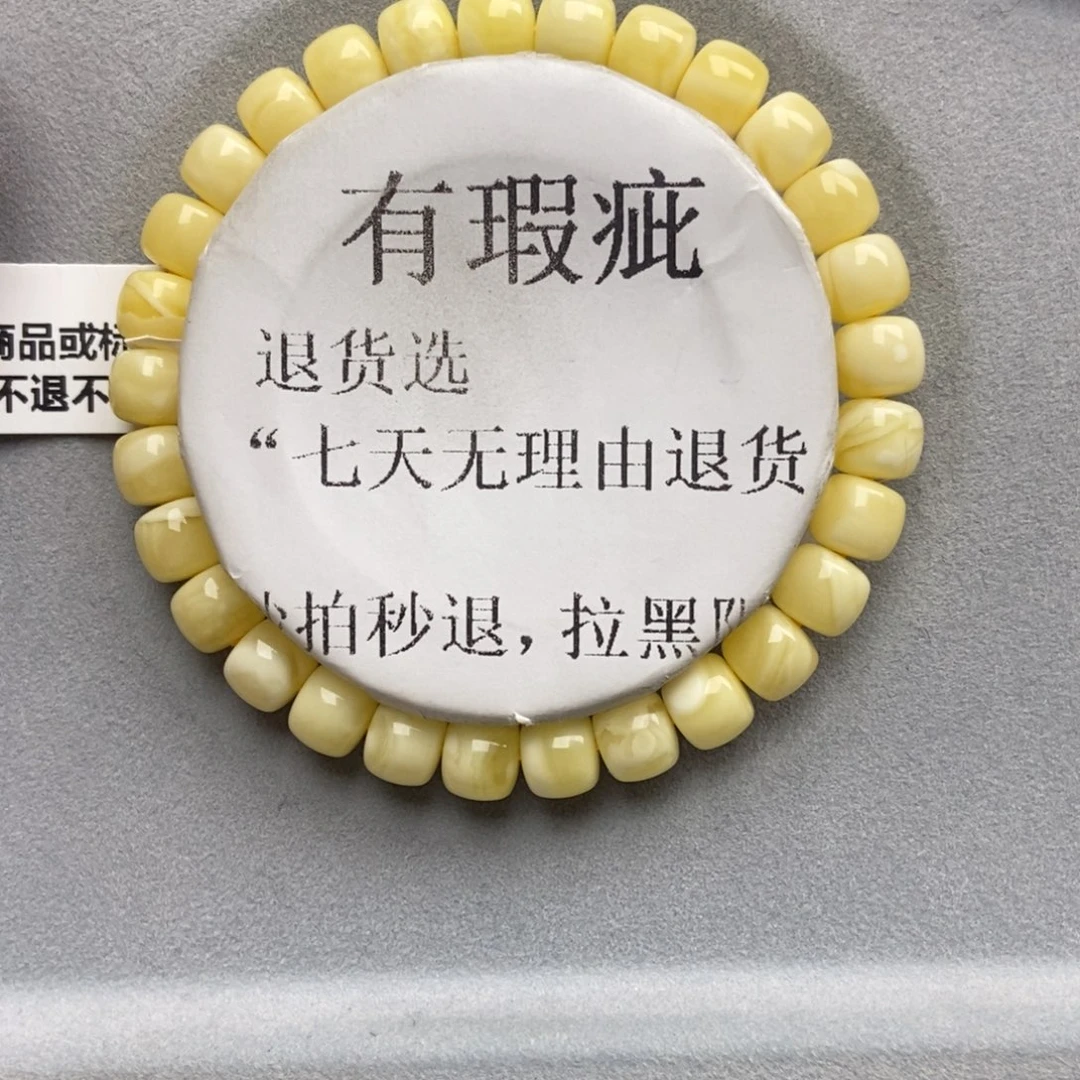 有瑕疵
退货选
“七天无理由退货
拍秒退，拉黑
商品或标
不退不